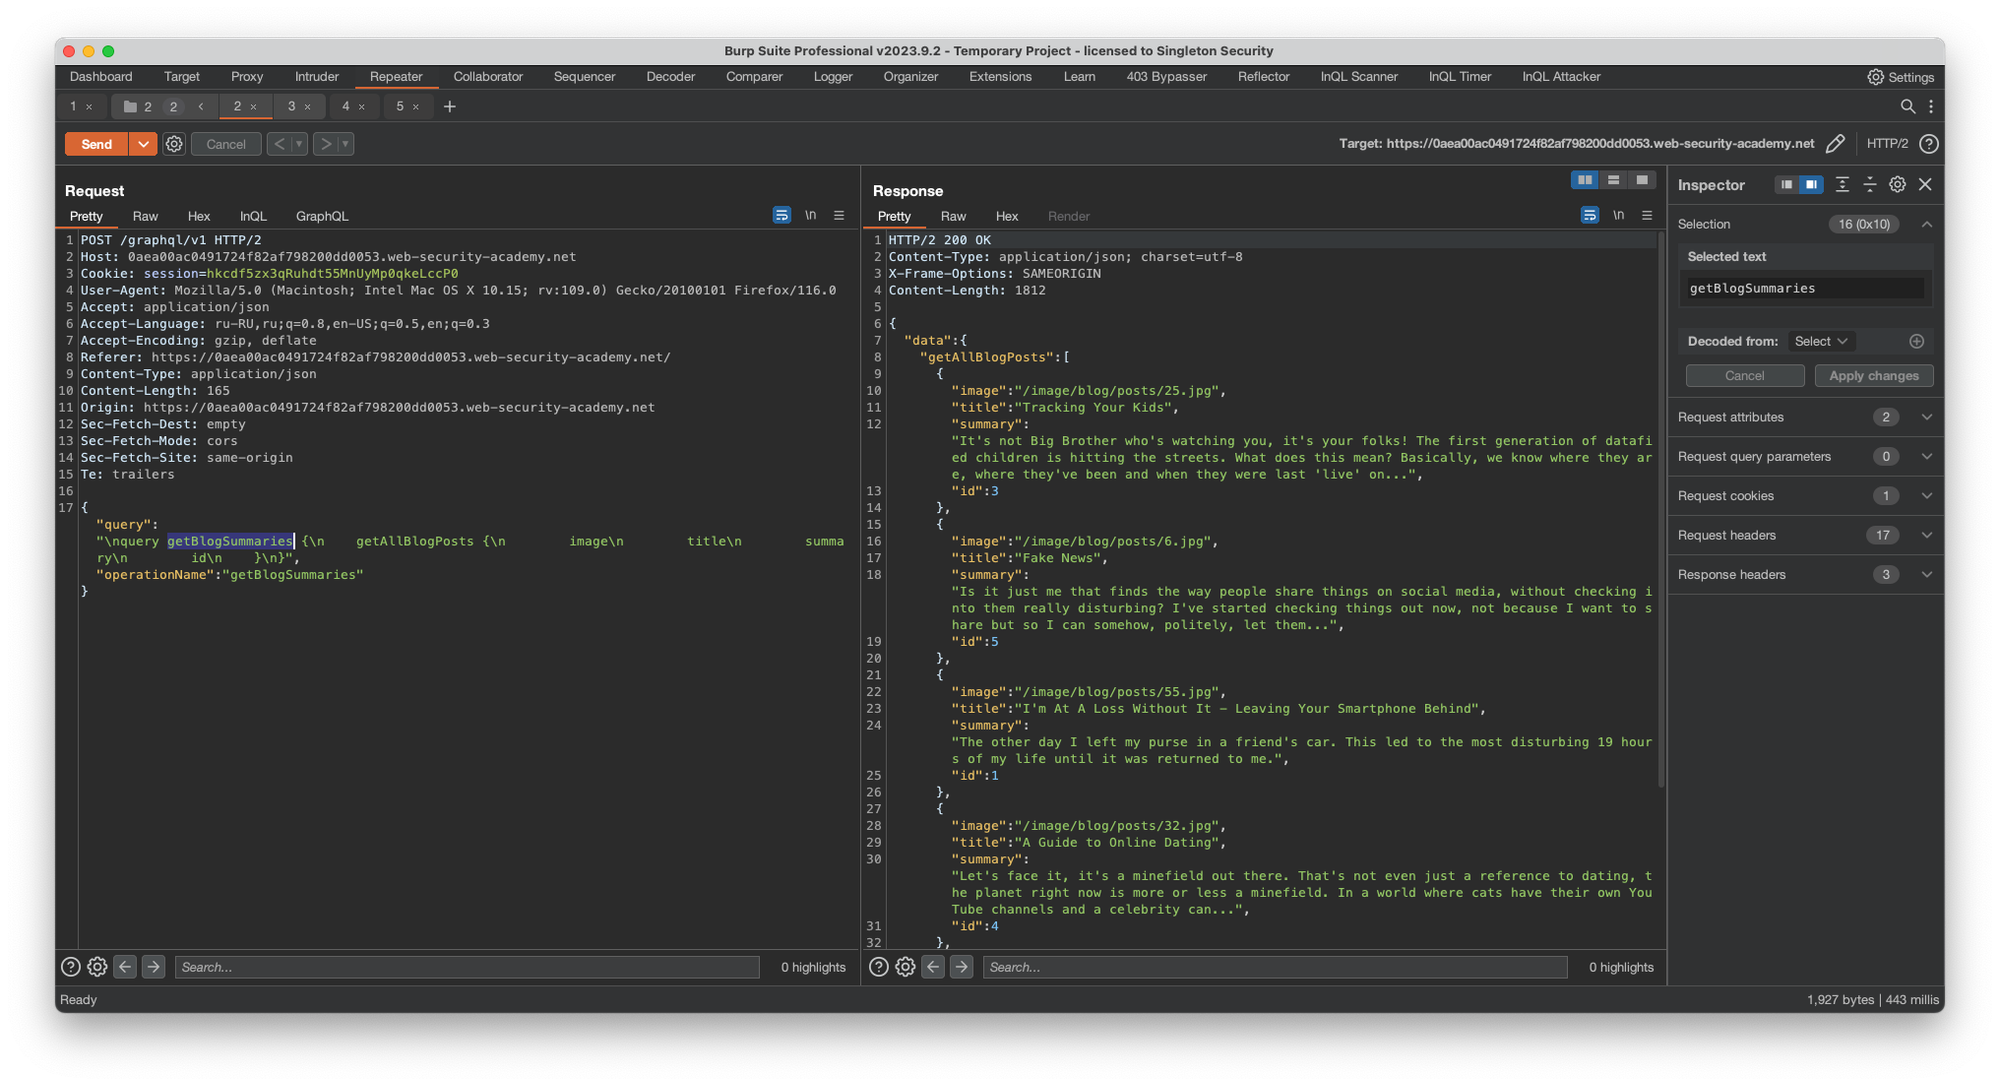 Burp Suite Professional v2023.9.2 - Temporary Project - licensed to Singleton Security
Dashboard Target Proxy Intruder Repeater Collaborator Sequencer Decoder Comparer Logger Organizer Extensions Learn 403 Bypasser Reflector InQL Scanner InQL Timer InQL Attacker Settings
1 × 2 2 < 2 × 3 × 4 × 5 × +
Send Cancel < > Target: https://0aea00ac0491724f82af798200dd0053.web-security-academy.net HTTP/2 ?
Request
Pretty Raw Hex InQL GraphQL \n
1 POST /graphql/v1 HTTP/2
2 Host: 0aea00ac0491724f82af798200dd0053.web-security-academy.net
3 Cookie: session=hkcdf5zx3qRuhdt55MnUyMp0qkeLccP0
4 User-Agent: Mozilla/5.0 (Macintosh; Intel Mac OS X 10.15; rv:109.0) Gecko/20100101 Firefox/116.0
5 Accept: application/json
6 Accept-Language: ru-RU,ru;q=0.8,en-US;q=0.5,en;q=0.3
7 Accept-Encoding: gzip, deflate
8 Referer: https://0aea00ac0491724f82af798200dd0053.web-security-academy.net/
9 Content-Type: application/json
10 Content-Length: 165
11 Origin: https://0aea00ac0491724f82af798200dd0053.web-security-academy.net
12 Sec-Fetch-Dest: empty
13 Sec-Fetch-Mode: cors
14 Sec-Fetch-Site: same-origin
15 Te: trailers
16
17 {
"query":
"\nquery getBlogSummaries {\n    getAllBlogPosts {\n        image\n        title\n        summa
ry\n        id\n    }\n}",
"operationName":"getBlogSummaries"
}
? Search... 0 highlights
Response
Pretty Raw Hex Render \n
1 HTTP/2 200 OK
2 Content-Type: application/json; charset=utf-8
3 X-Frame-Options: SAMEORIGIN
4 Content-Length: 1812
5
6 {
7 "data":{
8 "getAllBlogPosts":[
9 {
10 "image":"/image/blog/posts/25.jpg",
11 "title":"Tracking Your Kids",
12 "summary":
"It's not Big Brother who's watching you, it's your folks! The first generation of datafi
ed children is hitting the streets. What does this mean? Basically, we know where they ar
e, where they've been and when they were last 'live' on...",
13 "id":3
14 },
15 {
16 "image":"/image/blog/posts/6.jpg",
17 "title":"Fake News",
18 "summary":
"Is it just me that finds the way people share things on social media, without checking i
nto them really disturbing? I've started checking things out now, not because I want to s
hare but so I can somehow, politely, let them...",
19 "id":5
20 },
21 {
22 "image":"/image/blog/posts/55.jpg",
23 "title":"I'm At A Loss Without It – Leaving Your Smartphone Behind",
24 "summary":
"The other day I left my purse in a friend's car. This led to the most disturbing 19 hour
s of my life until it was returned to me.",
25 "id":1
26 },
27 {
28 "image":"/image/blog/posts/32.jpg",
29 "title":"A Guide to Online Dating",
30 "summary":
"Let's face it, it's a minefield out there. That's not even just a reference to dating, t
he planet right now is more or less a minefield. In a world where cats have their own You
Tube channels and a celebrity can...",
31 "id":4
32 },
? Search... 0 highlights
Inspector
Selection 16 (0x10)
Selected text
getBlogSummaries
Decoded from: Select
Cancel Apply changes
Request attributes 2
Request query parameters 0
Request cookies 1
Request headers 17
Response headers 3
Ready 1,927 bytes | 443 millis